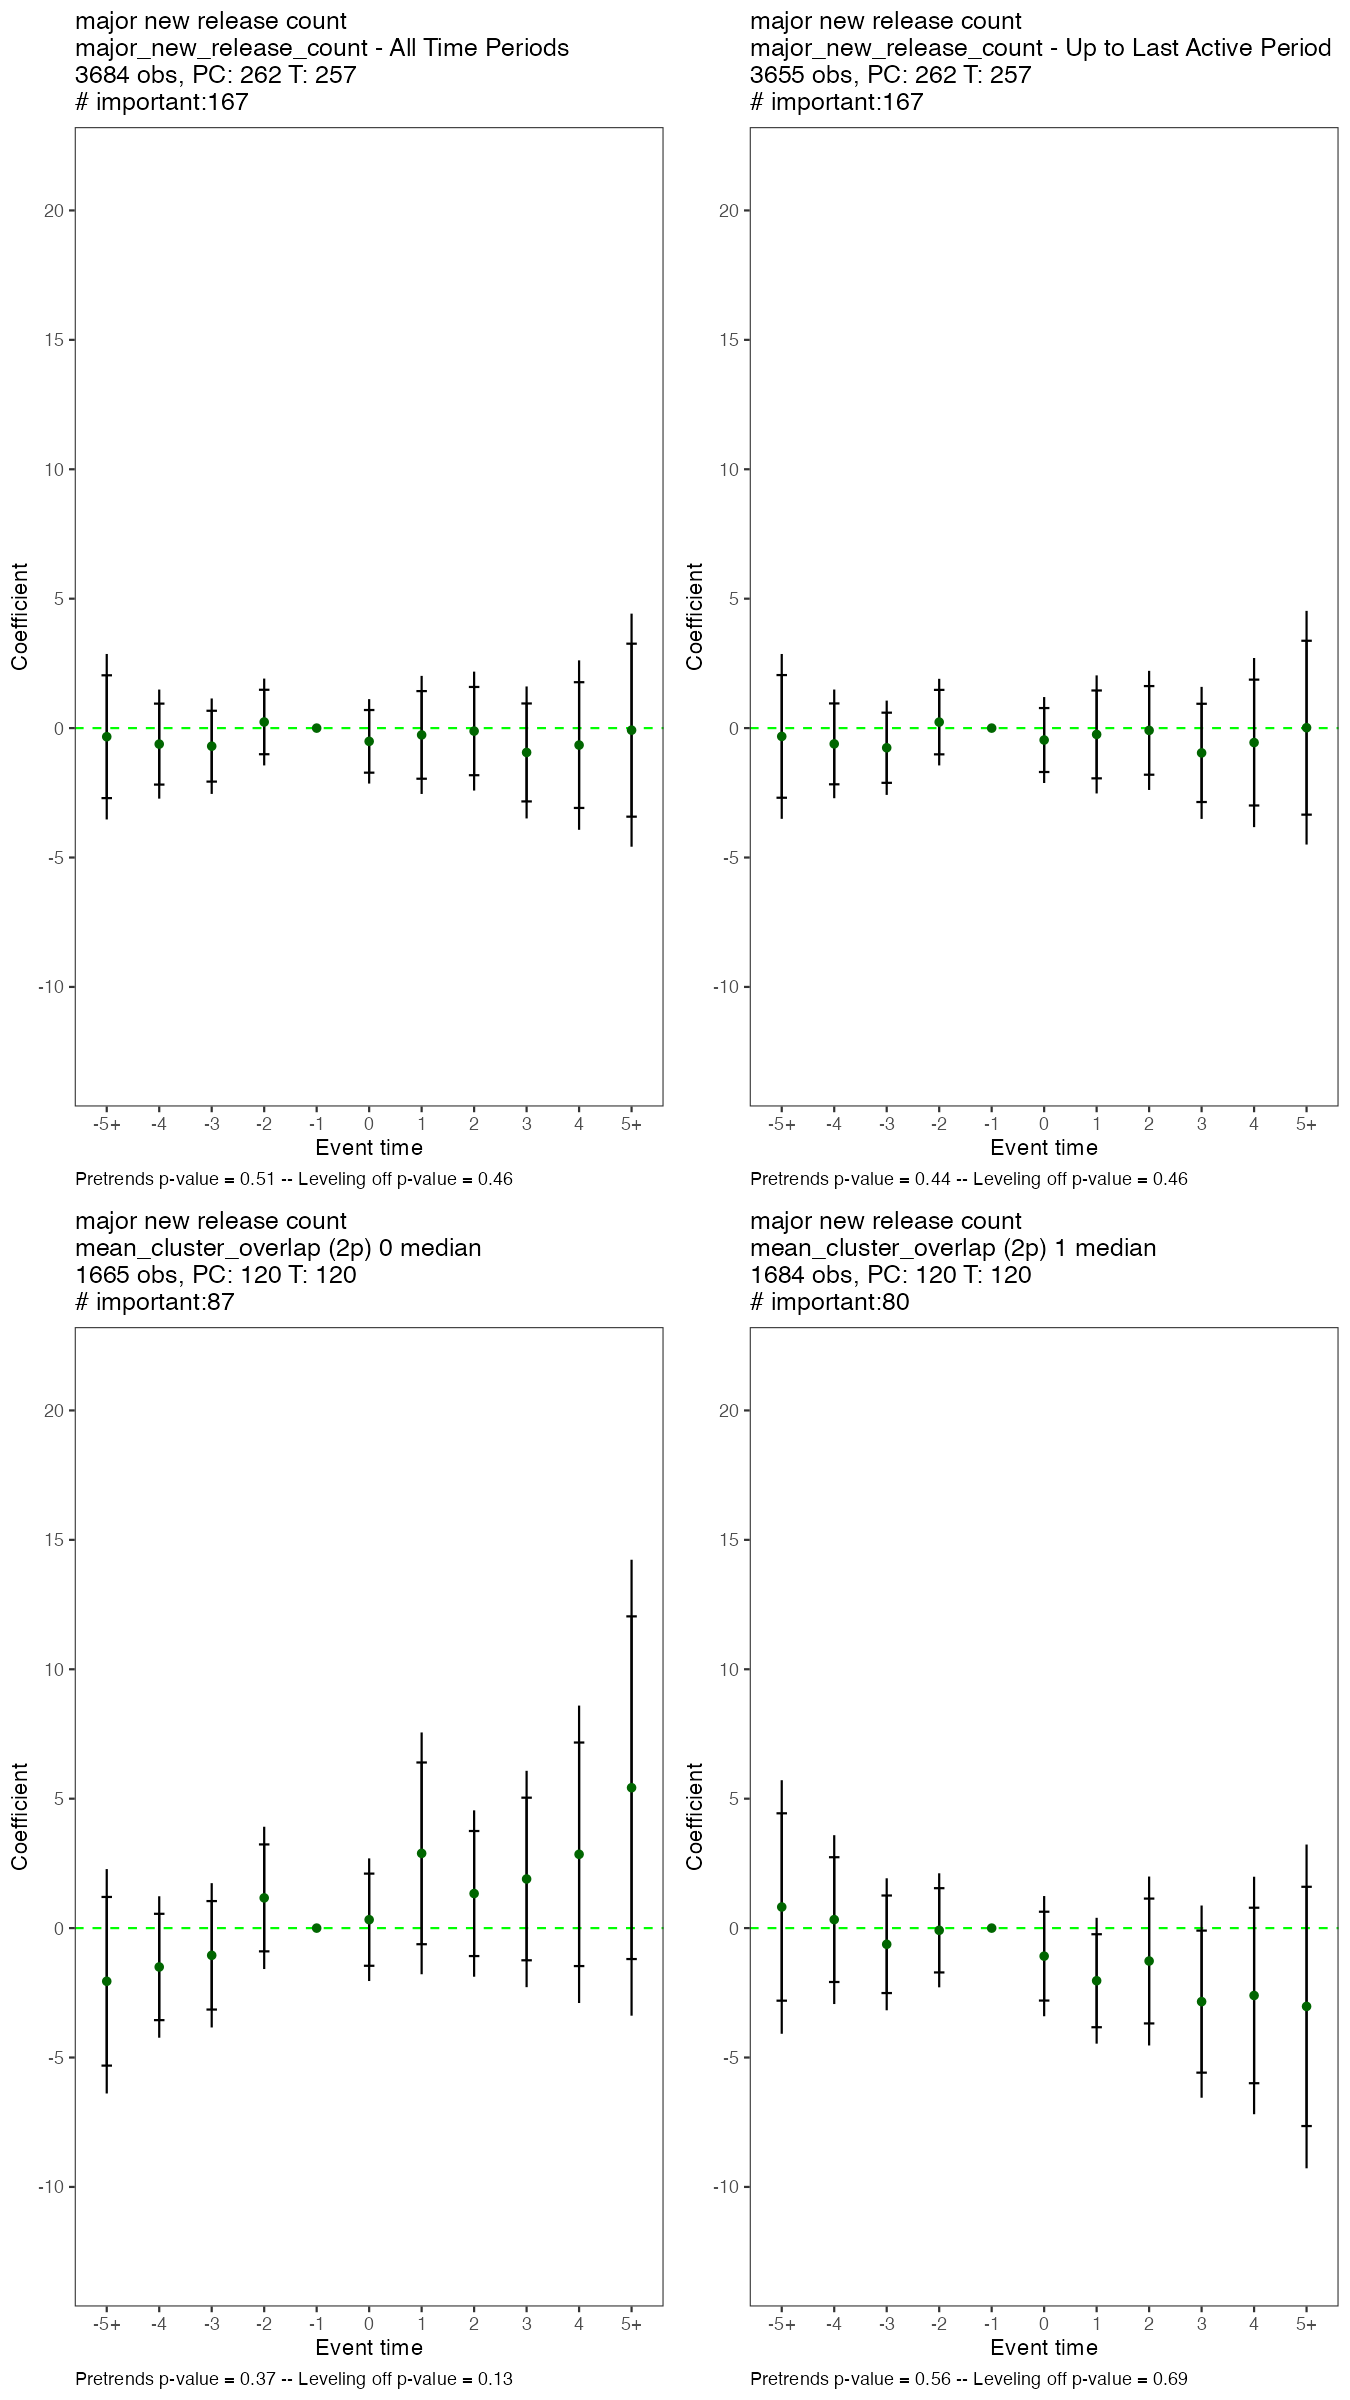 major new release count
major_new_release_count - All Time Periods
3684 obs, PC: 262 T: 257
# important:167
20
15
10
5
0
-5
-10
Coefficient
-5+ -4 -3 -2 -1 0 1 2 3 4 5+
Event time
Pretrends p-value = 0.51 -- Leveling off p-value = 0.46
major new release count
major_new_release_count - Up to Last Active Period
3655 obs, PC: 262 T: 257
# important:167
20
15
10
5
0
-5
-10
Coefficient
-5+ -4 -3 -2 -1 0 1 2 3 4 5+
Event time
Pretrends p-value = 0.44 -- Leveling off p-value = 0.46
major new release count
mean_cluster_overlap (2p) 0 median
1665 obs, PC: 120 T: 120
# important:87
20
15
10
5
0
-5
-10
Coefficient
-5+ -4 -3 -2 -1 0 1 2 3 4 5+
Event time
Pretrends p-value = 0.37 -- Leveling off p-value = 0.13
major new release count
mean_cluster_overlap (2p) 1 median
1684 obs, PC: 120 T: 120
# important:80
20
15
10
5
0
-5
-10
Coefficient
-5+ -4 -3 -2 -1 0 1 2 3 4 5+
Event time
Pretrends p-value = 0.56 -- Leveling off p-value = 0.69